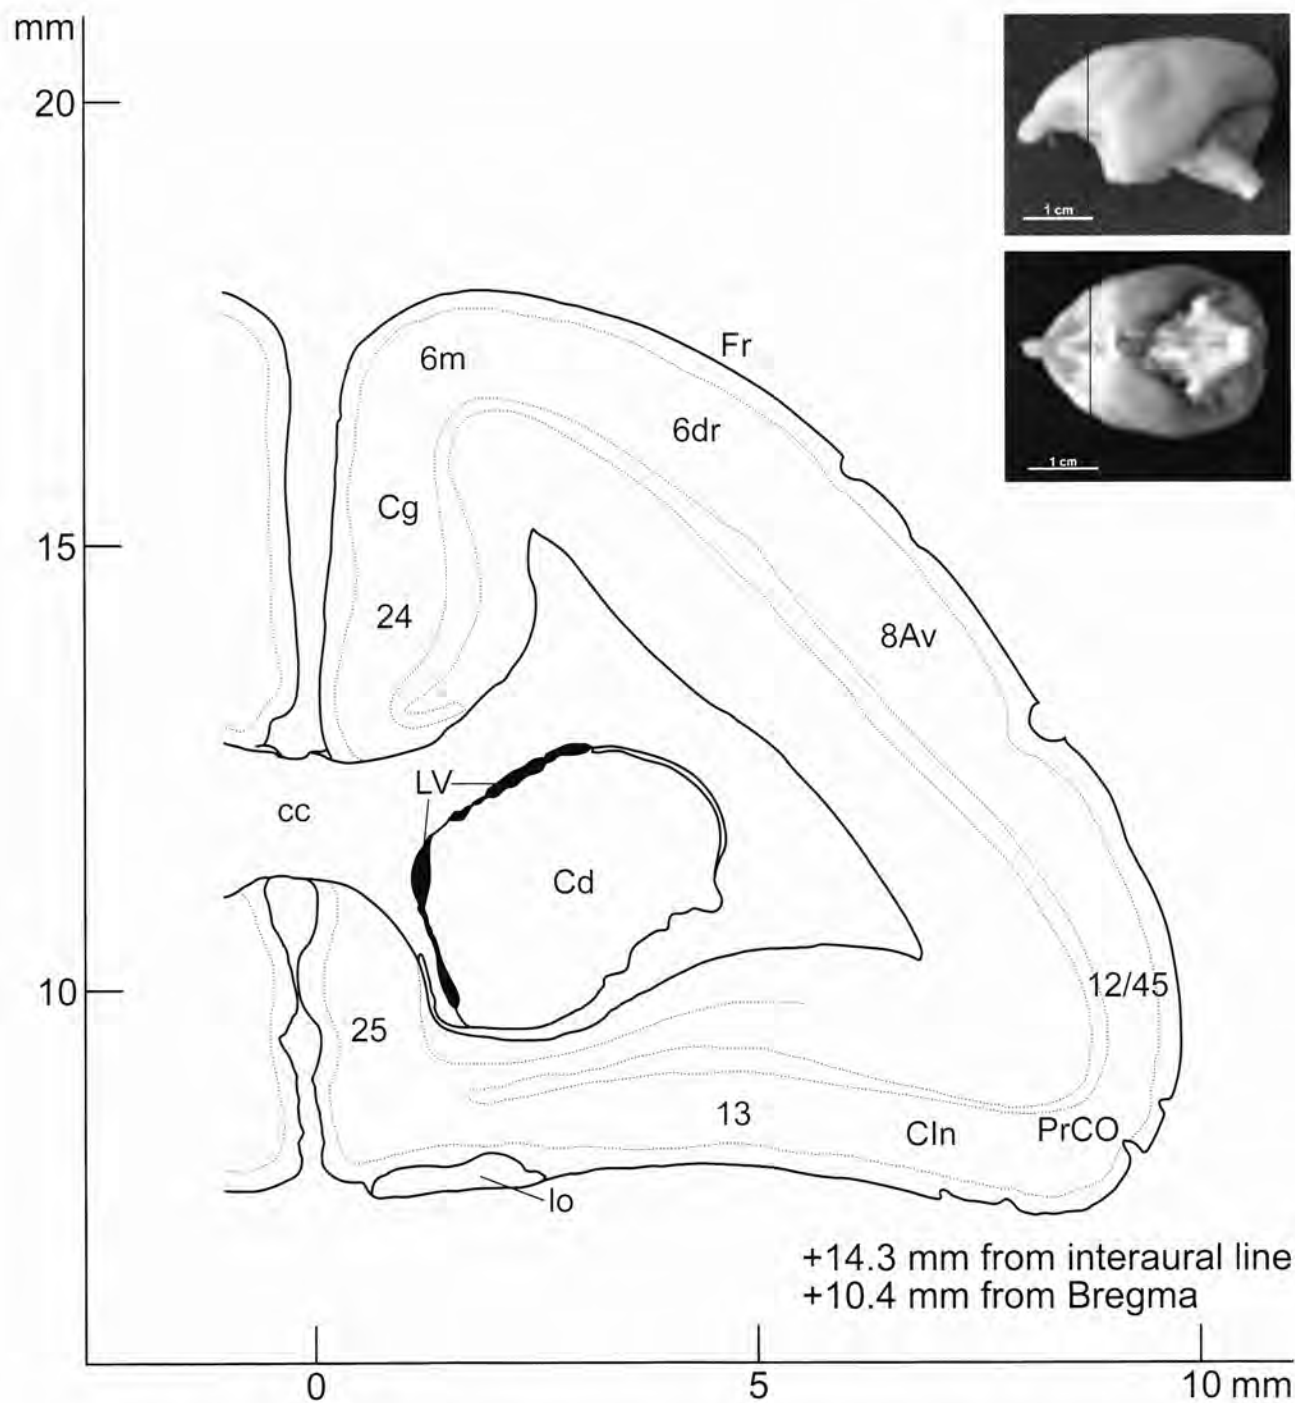 mm
20
15
10
1 cm
1 cm
6m
Fr
6dr
Cg
24
8Av
LV
cc
Cd
25
12/45
13
Cln
PrCO
lo
+14.3 mm from interaural line
+10.4 mm from Bregma
0
5
10 mm